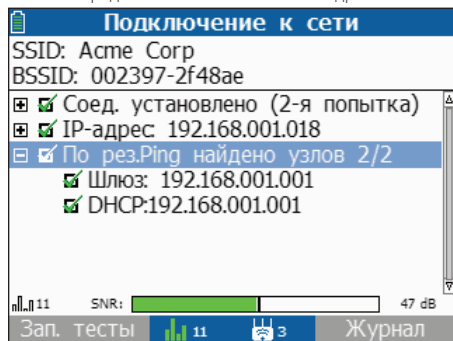 Подключение к сети
SSID: Acme Corp
BSSID: 002397-2f48ae
Соед. установлено (2-я попытка)
IP-адрес: 192.168.001.018
По рез.Ping найдено узлов 2/2
Шлюз: 192.168.001.001
DHCP:192.168.001.001
11 SNR: 47 dB
Зап. тесты 11 3 Журнал